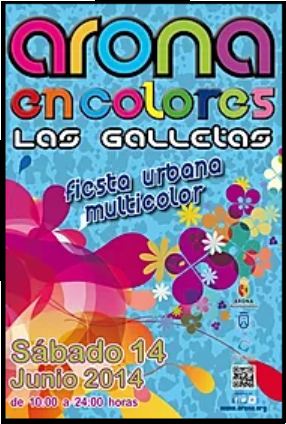 arona
en colores
Las Galletas
fiesta urbana
multicolor
ARONA
Sábado 14
Junio 2014
de 10:00 a 24:00 horas
www.arona.org